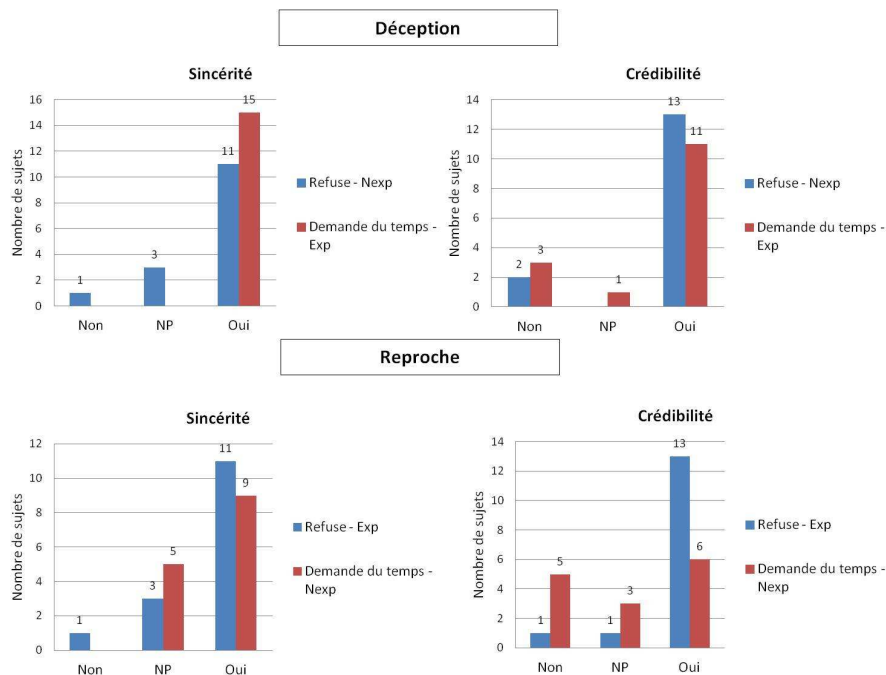 Déception
Sincérité
Nombre de sujets
16
14
12
10
8
6
4
2
0
1
3
11
15
Non
NP
Oui
Refuse - Nexp
Demande du temps -
Exp
Crédibilité
Nombre de sujets
14
12
10
8
6
4
2
0
2
3
1
13
11
Non
NP
Oui
Refuse - Nexp
Demande du temps -
Exp
Reproche
Sincérité
Nombre de sujets
12
10
8
6
4
2
0
1
3
5
11
9
Non
NP
Oui
Refuse - Exp
Demande du temps -
Nexp
Crédibilité
Nombre de sujets
14
12
10
8
6
4
2
0
1
5
1
3
13
6
Non
NP
Oui
Refuse - Exp
Demande du temps -
Nexp